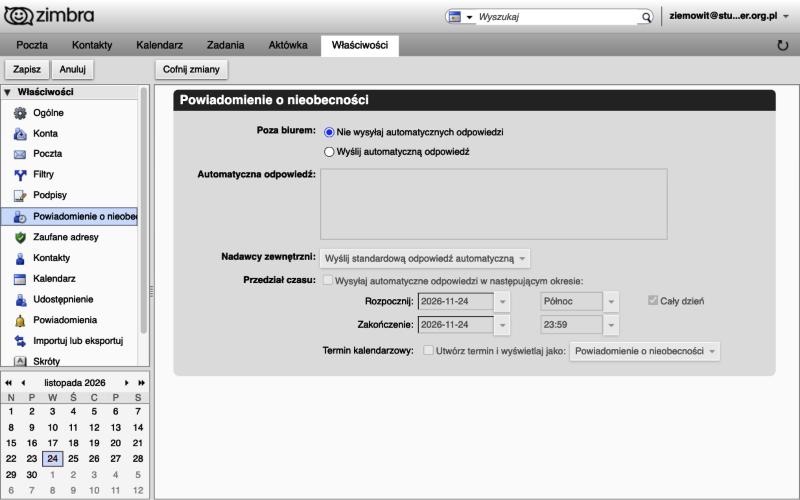 zimbra
Wyszukaj
ziemowit@stu...er.org.pl
Poczta Kontakty Kalendarz Zadania Aktówka Właściwości
Zapisz Anuluj Cofnij zmiany
Właściwości
Ogólne
Konta
Poczta
Filtry
Podpisy
Powiadomienie o nieobe
Zaufane adresy
Kontakty
Kalendarz
Udostępnienie
Powiadomienia
Importuj lub eksportuj
Skróty
listopada 2026
N P W Ś C P S
1 2 3 4 5 6 7
8 9 10 11 12 13 14
15 16 17 18 19 20 21
22 23 24 25 26 27 28
29 30 1 2 3 4 5
6 7 8 9 10 11 12
Powiadomienie o nieobecności
Poza biurem: Nie wysyłaj automatycznych odpowiedzi
Wyślij automatyczną odpowiedź
Automatyczna odpowiedź:
Nadawcy zewnętrzni: Wyślij standardową odpowiedź automatyczną
Przedział czasu: Wysyłaj automatyczne odpowiedzi w następującym okresie:
Rozpocznij: 2026-11-24 Północ Cały dzień
Zakończenie: 2026-11-24 23:59
Termin kalendarzowy: Utwórz termin i wyświetlaj jako: Powiadomienie o nieobecności